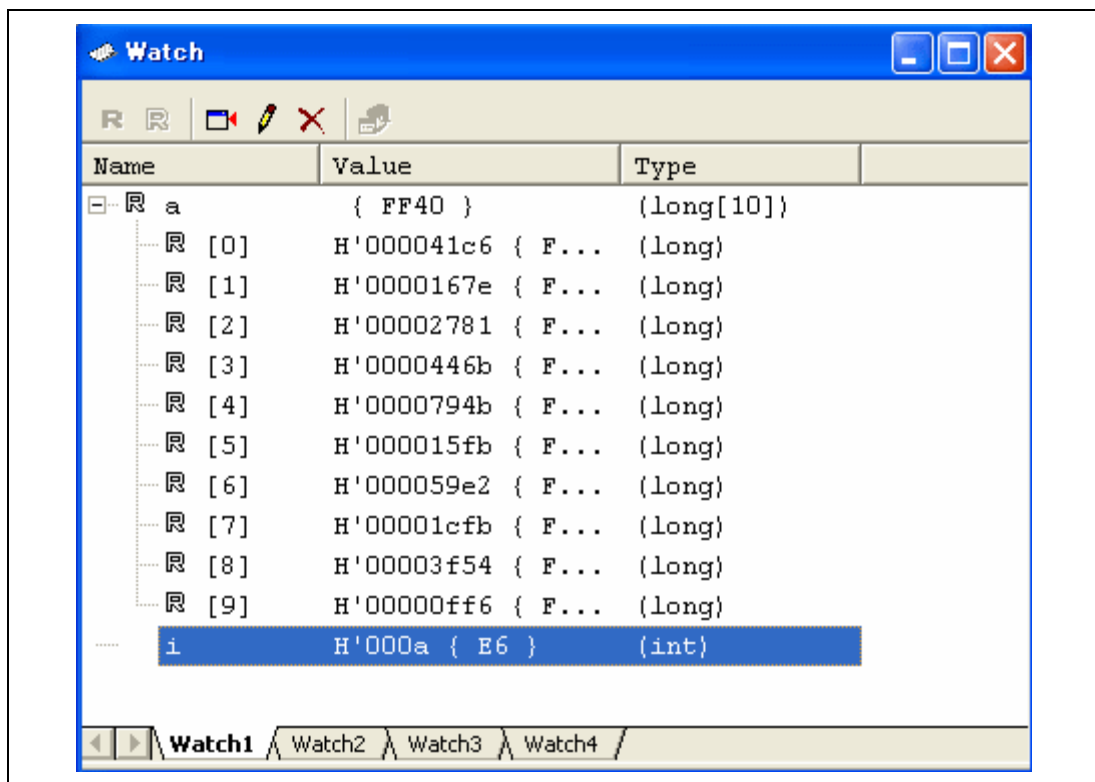 Watch
Name Value Type
R a { FF40 } (long[10])
R [0] H'000041c6 { F... (long)
R [1] H'0000167e { F... (long)
R [2] H'00002781 { F... (long)
R [3] H'0000446b { F... (long)
R [4] H'0000794b { F... (long)
R [5] H'000015fb { F... (long)
R [6] H'000059e2 { F... (long)
R [7] H'00001cfb { F... (long)
R [8] H'00003f54 { F... (long)
R [9] H'00000ff6 { F... (long)
i H'000a { E6 } (int)
Watch1 Watch2 Watch3 Watch4